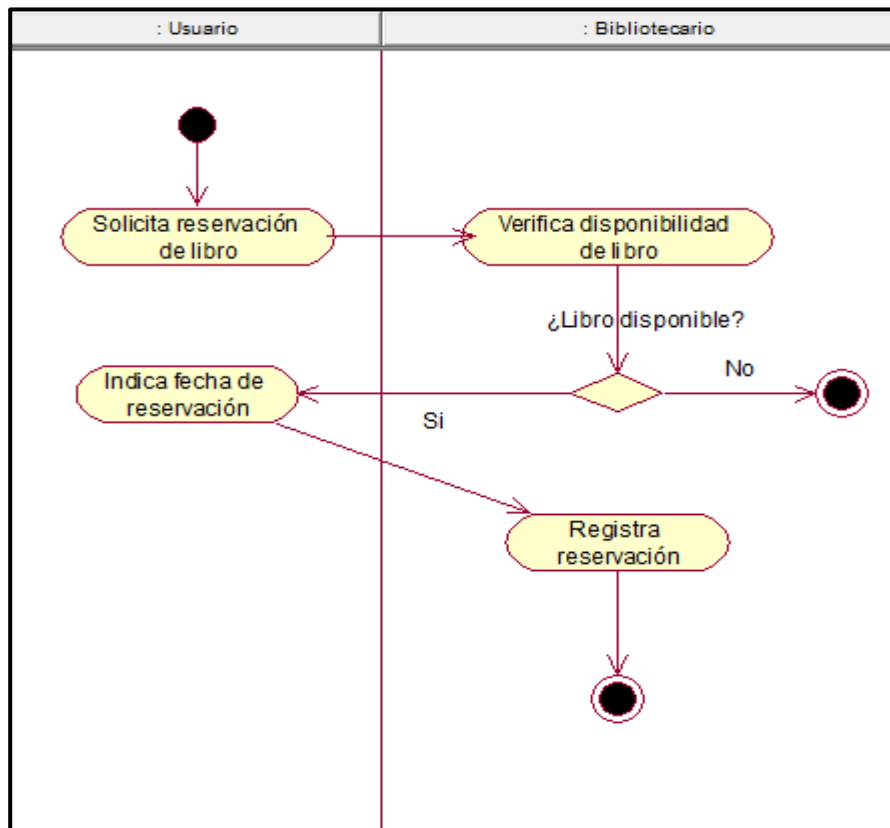 : Usuario
: Bibliotecario
Solicita reservación
de libro
Verifica disponibilidad
de libro
¿Libro disponible?
Indica fecha de
reservación
No
Si
Registra
reservación